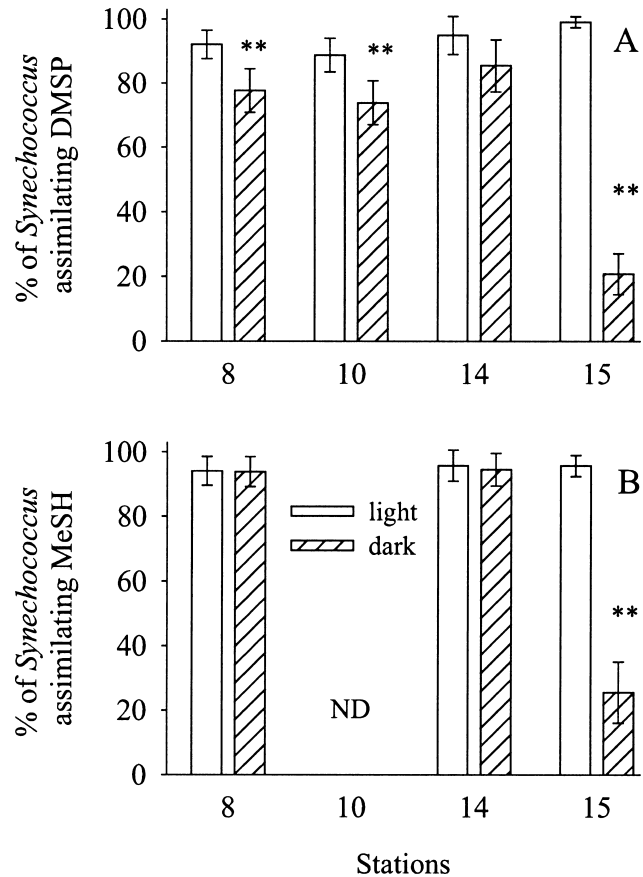 % of Synechococcus
assimilating DMSP
100
80
60
40
20
0
**
**
**
A
8 10 14 15
% of Synechococcus
assimilating MeSH
100
80
60
40
20
0
light
dark
ND
**
B
8 10 14 15
Stations